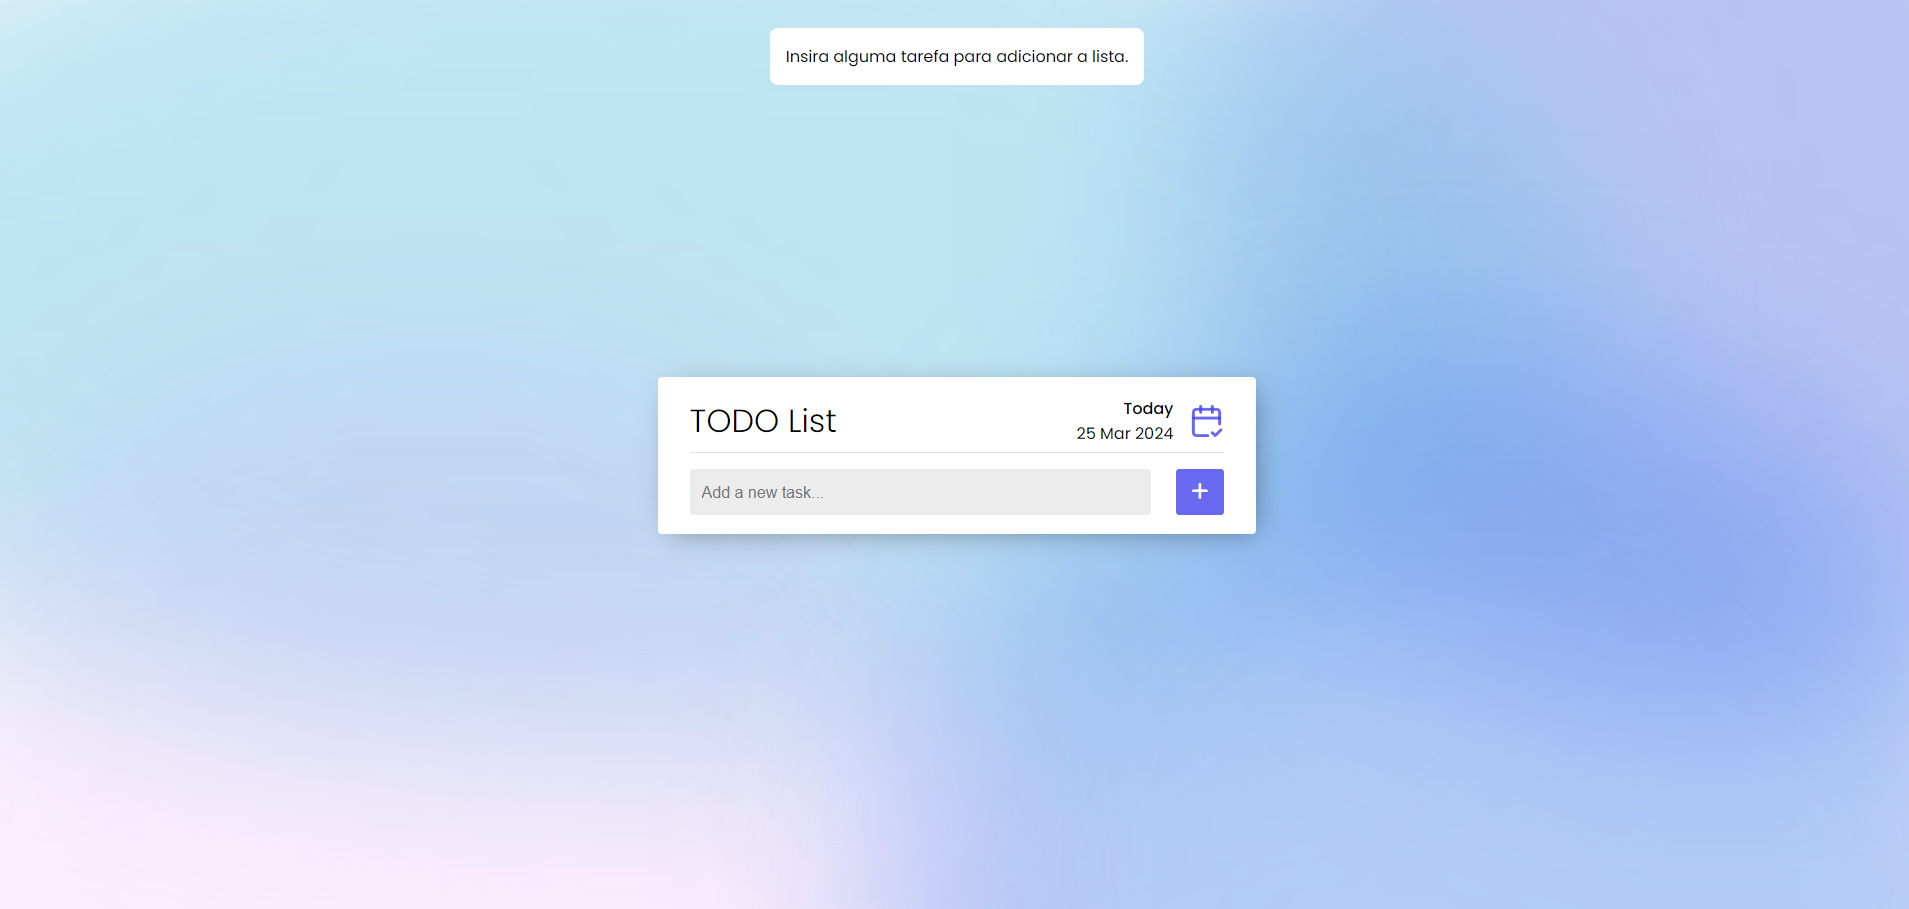 Insira alguma tarefa para adicionar a lista.
TODO List
Today
25 Mar 2024
Add a new task...